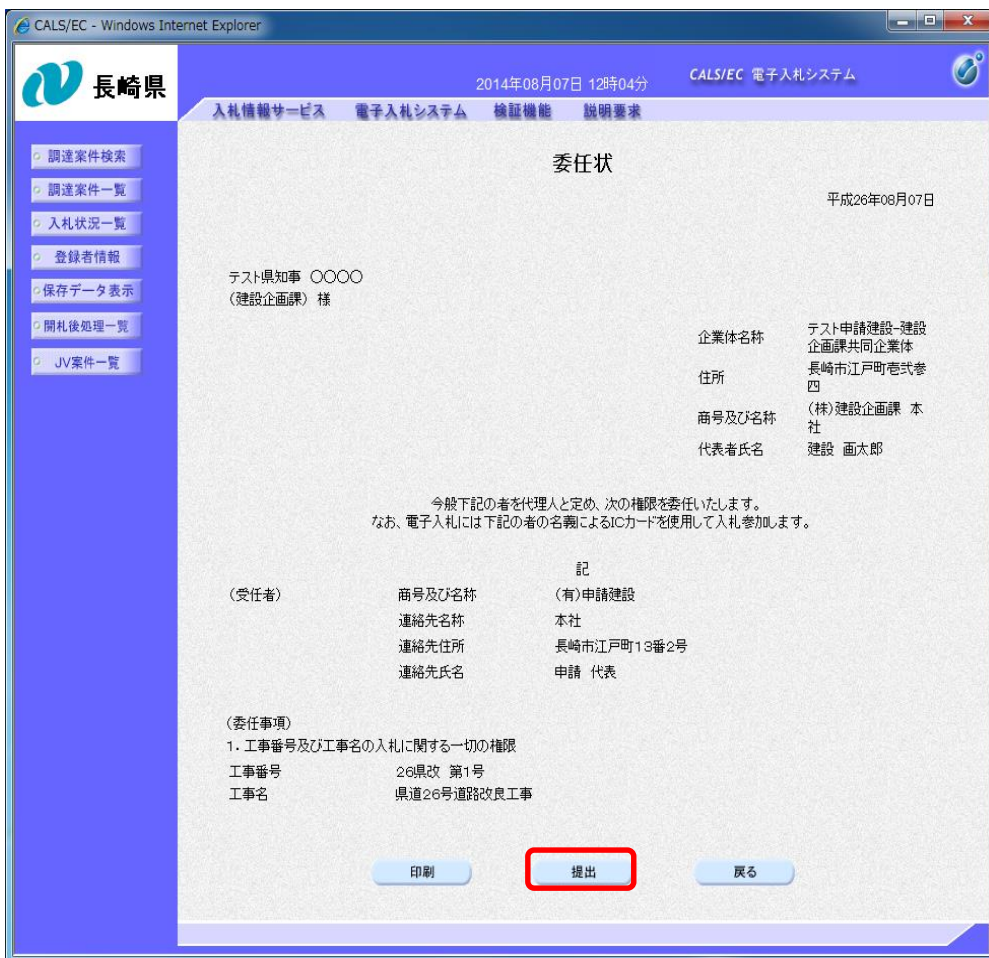 CALS/EC - Windows Internet Explorer
長崎県
2014年08月07日 12時04分
CALS/EC 電子入札システム
入札情報サービス 電子入札システム 検証機能 説明要求
調達案件検索
調達案件一覧
入札状況一覧
登録者情報
保存データ表示
開札後処理一覧
JV案件一覧
委任状
平成26年08月07日
テスト県知事 〇〇〇〇
(建設企画課) 様
企業体名称 テスト申請建設-建設
企画課共同企業体
住所 長崎市江戸町壱弐参
四
商号及び名称 (株)建設企画課 本
社
代表者氏名 建設 画太郎
今般下記の者を代理人と定め、次の権限を委任いたします。
なお、電子入札には下記の者の名義によるICカードを使用して入札参加します。
記
(受任者) 商号及び名称 (有)申請建設
連絡先名称 本社
連絡先住所 長崎市江戸町13番2号
連絡先氏名 申請 代表
(委任事項)
1.工事番号及び工事名の入札に関する一切の権限
工事番号 26県改 第1号
工事名 県道26号道路改良工事
印刷 提出 戻る